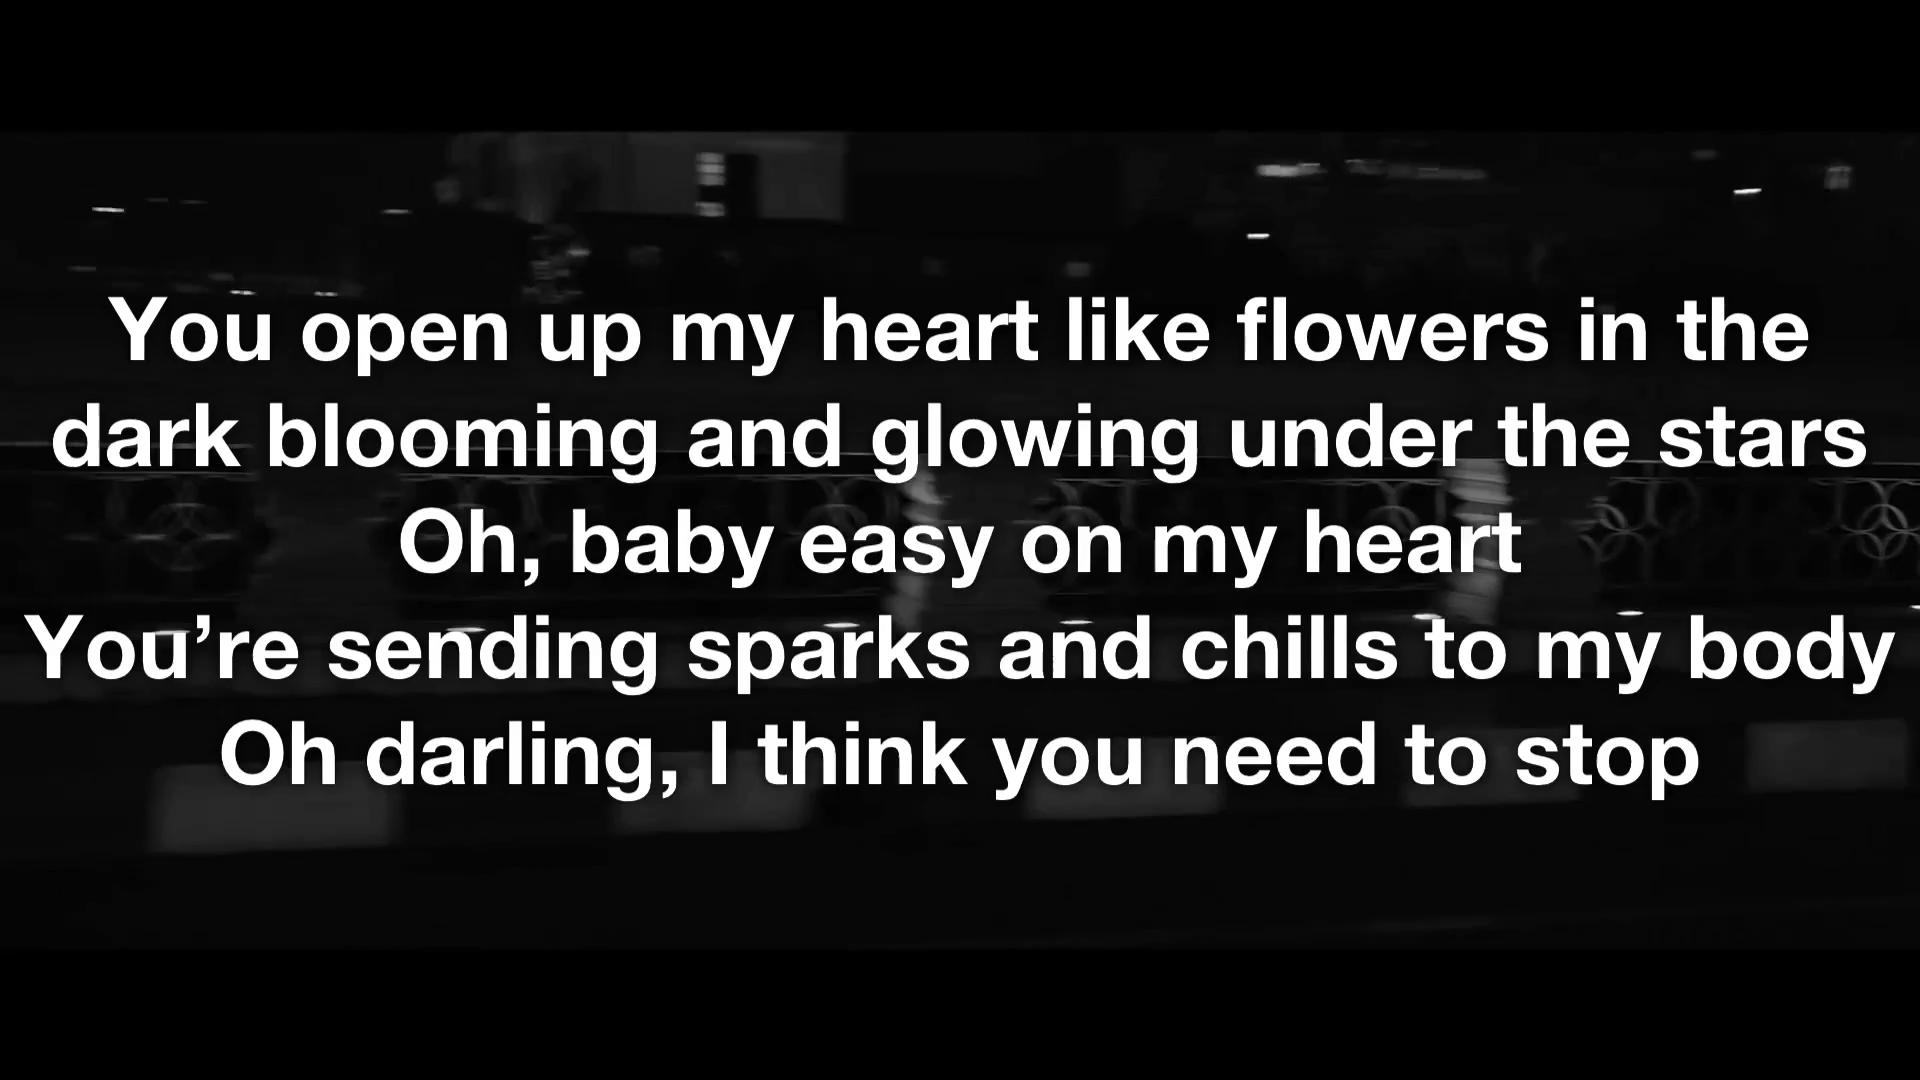 You open up my heart like flowers in the
dark blooming and glowing under the stars
Oh, baby easy on my heart
You’re sending sparks and chills to my body
Oh darling, I think you need to stop